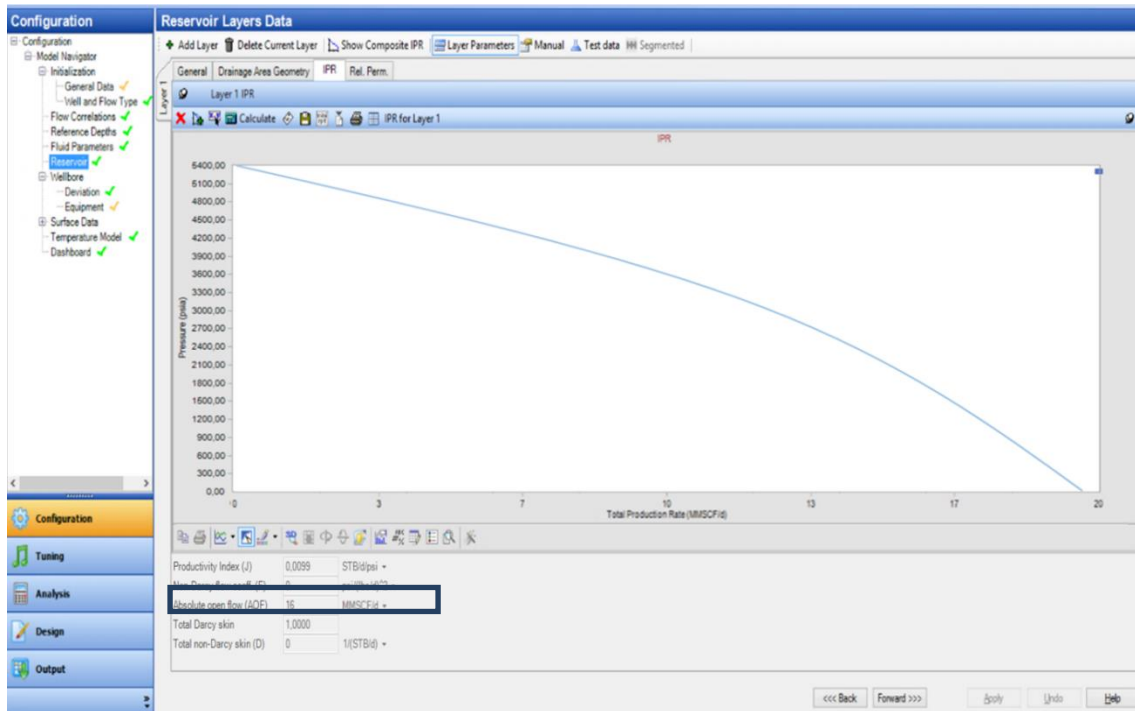 Configuration
Reservoir Layers Data
Configuration
Model Navigator
Initialization
General Data
Well and Flow Type
Flow Correlations
Reference Depths
Fluid Parameters
Reservoir
Wellbore
Deviation
Equipment
Surface Data
Temperature Model
Dashboard
Configuration
Tuning
Analysis
Design
Output
Add Layer Delete Current Layer Show Composite IPR Layer Parameters Manual Test data Segmented
General Drainage Area Geometry IPR Rel. Perm.
Layer 1
Layer 1 IPR
Calculate IPR for Layer 1
IPR
5400,00
5100,00
4800,00
4500,00
4200,00
3900,00
3600,00
3300,00
3000,00
2700,00
2400,00
2100,00
1800,00
1500,00
1200,00
900,00
600,00
300,00
0,00
Pressure (psia)
0 3 7 10 13 17 20
Total Production Rate (MMSCF/d)
Productivity Index (J) 0,0099 STB/d/psi
Absolute open flow (AOF) 16 MMSCF/d
Total Darcy skin 1,0000
Total non-Darcy skin (D) 0 1/(STB/d)
<<< Back Forward >>> Apply Undo Help